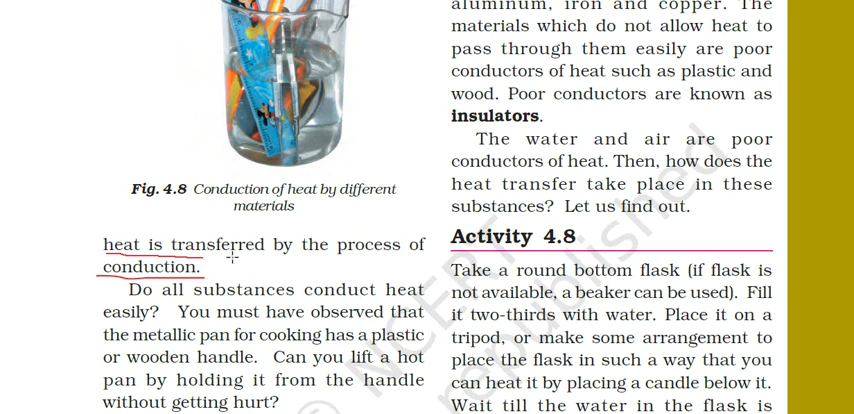 Fig. 4.8 Conduction of heat by different
materials
heat is transferred by the process of
conduction.
Do all substances conduct heat
easily? You must have observed that
the metallic pan for cooking has a plastic
or wooden handle. Can you lift a hot
pan by holding it from the handle
without getting hurt?
aluminum, iron and copper. The
materials which do not allow heat to
pass through them easily are poor
conductors of heat such as plastic and
wood. Poor conductors are known as
insulators.
The water and air are poor
conductors of heat. Then, how does the
heat transfer take place in these
substances? Let us find out.
Activity 4.8
Take a round bottom flask (if flask is
not available, a beaker can be used). Fill
it two-thirds with water. Place it on a
tripod, or make some arrangement to
place the flask in such a way that you
can heat it by placing a candle below it.
Wait till the water in the flask is
© NCERT
republished